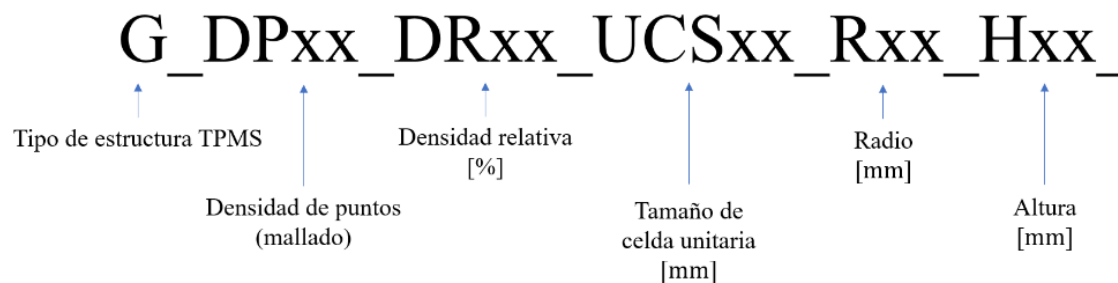 G_DPxx_DRxx_UCSxx_Rxx_Hxx_
Tipo de estructura TPMS
Densidad relativa
[%]
Radio
[mm]
Densidad de puntos
(mallado)
Tamaño de
celda unitaria
[mm]
Altura
[mm]